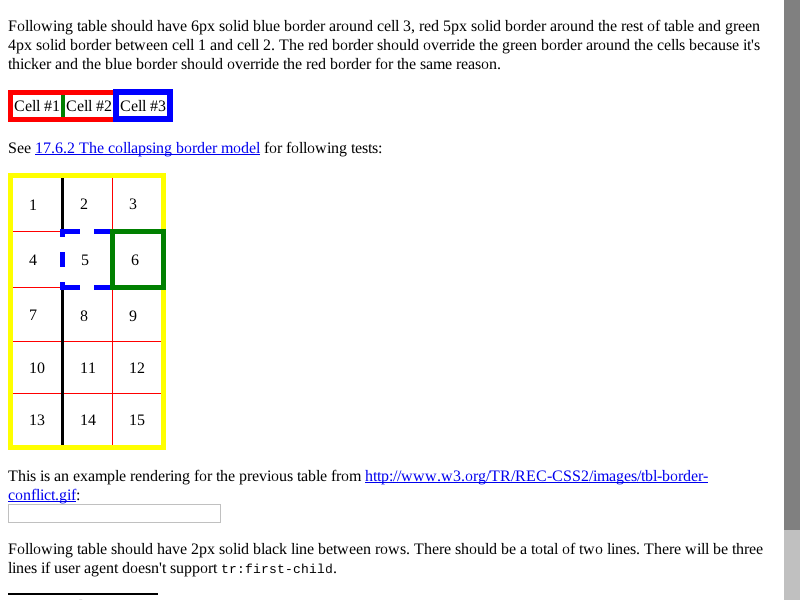 Following table should have 6px solid blue border around cell 3, red 5px solid border around the rest of table and green
4px solid border between cell 1 and cell 2. The red border should override the green border around the cells because it's
thicker and the blue border should override the red border for the same reason.
Cell #1 Cell #2 Cell #3
See 17.6.2 The collapsing border model for following tests:
1 2 3
4 5 6
7 8 9
10 11 12
13 14 15
This is an example rendering for the previous table from http://www.w3.org/TR/REC-CSS2/images/tbl-border-
conflict.gif:
Following table should have 2px solid black line between rows. There should be a total of two lines. There will be three
lines if user agent doesn't support tr:first-child.